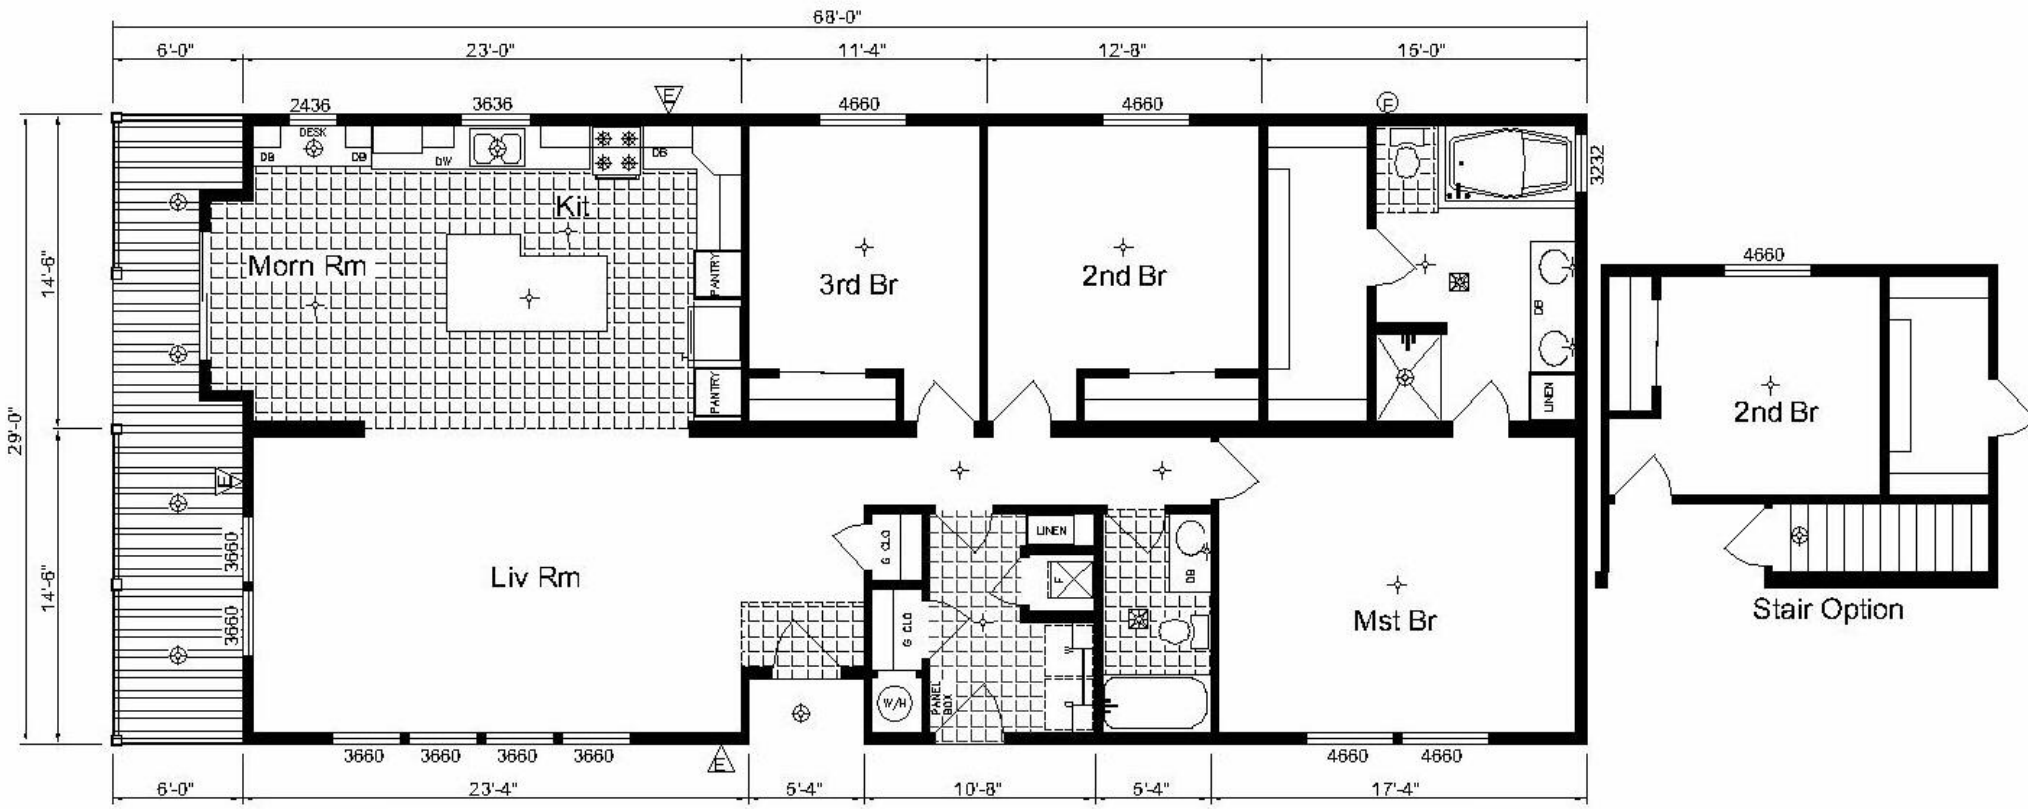 68'-0"
6'-0" 23'-0" 11'-4" 12'-8" 15'-0"
2436 3636 E 4660 4660 F
DESK
DB DB DW DB
3232
Kit
Morn Rm
PANTRY
PANTRY
3rd Br
2nd Br
DB
LINEN
14'-6"
29'-0"
14'-6"
E
3660
3660
Liv Rm
G CLO
G CLO
LINEN
F
W/H
PANEL
BOX
W
D
DB
Mst Br
3660 3660 3660 3660 E 4660 4660
6'-0" 23'-4" 5'-4" 10'-8" 5'-4" 17'-4"
4660
2nd Br
Stair Option